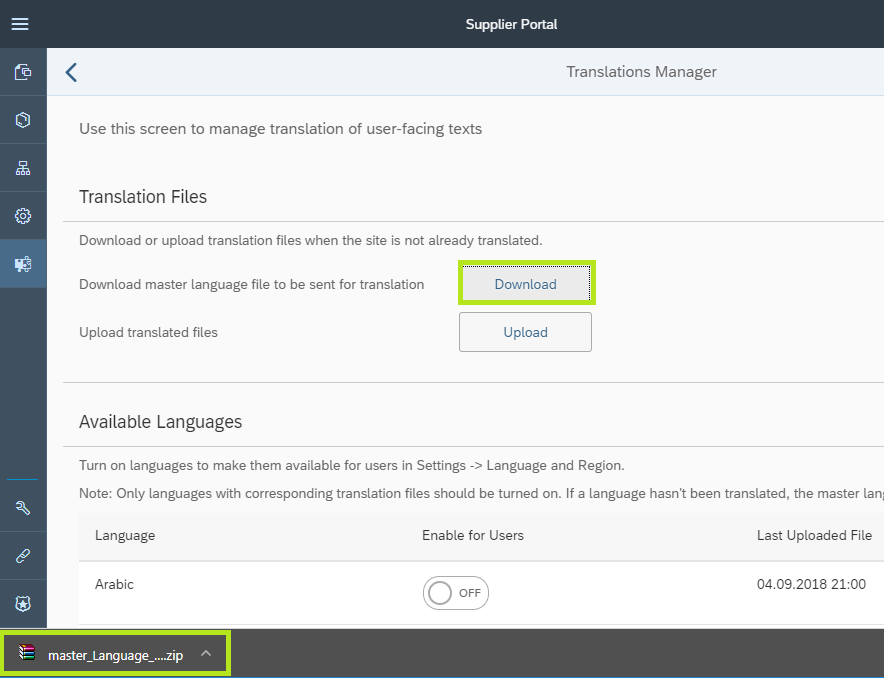 Supplier Portal
Translations Manager
Use this screen to manage translation of user-facing texts
Translation Files
Download or upload translation files when the site is not already translated.
Download master language file to be sent for translation
Download
Upload translated files
Upload
Available Languages
Turn on languages to make them available for users in Settings -> Language and Region.
Note: Only languages with corresponding translation files should be turned on. If a language hasn't been translated, the master lang
Language Enable for Users Last Uploaded File
Arabic OFF 04.09.2018 21:00
master_Language_....zip